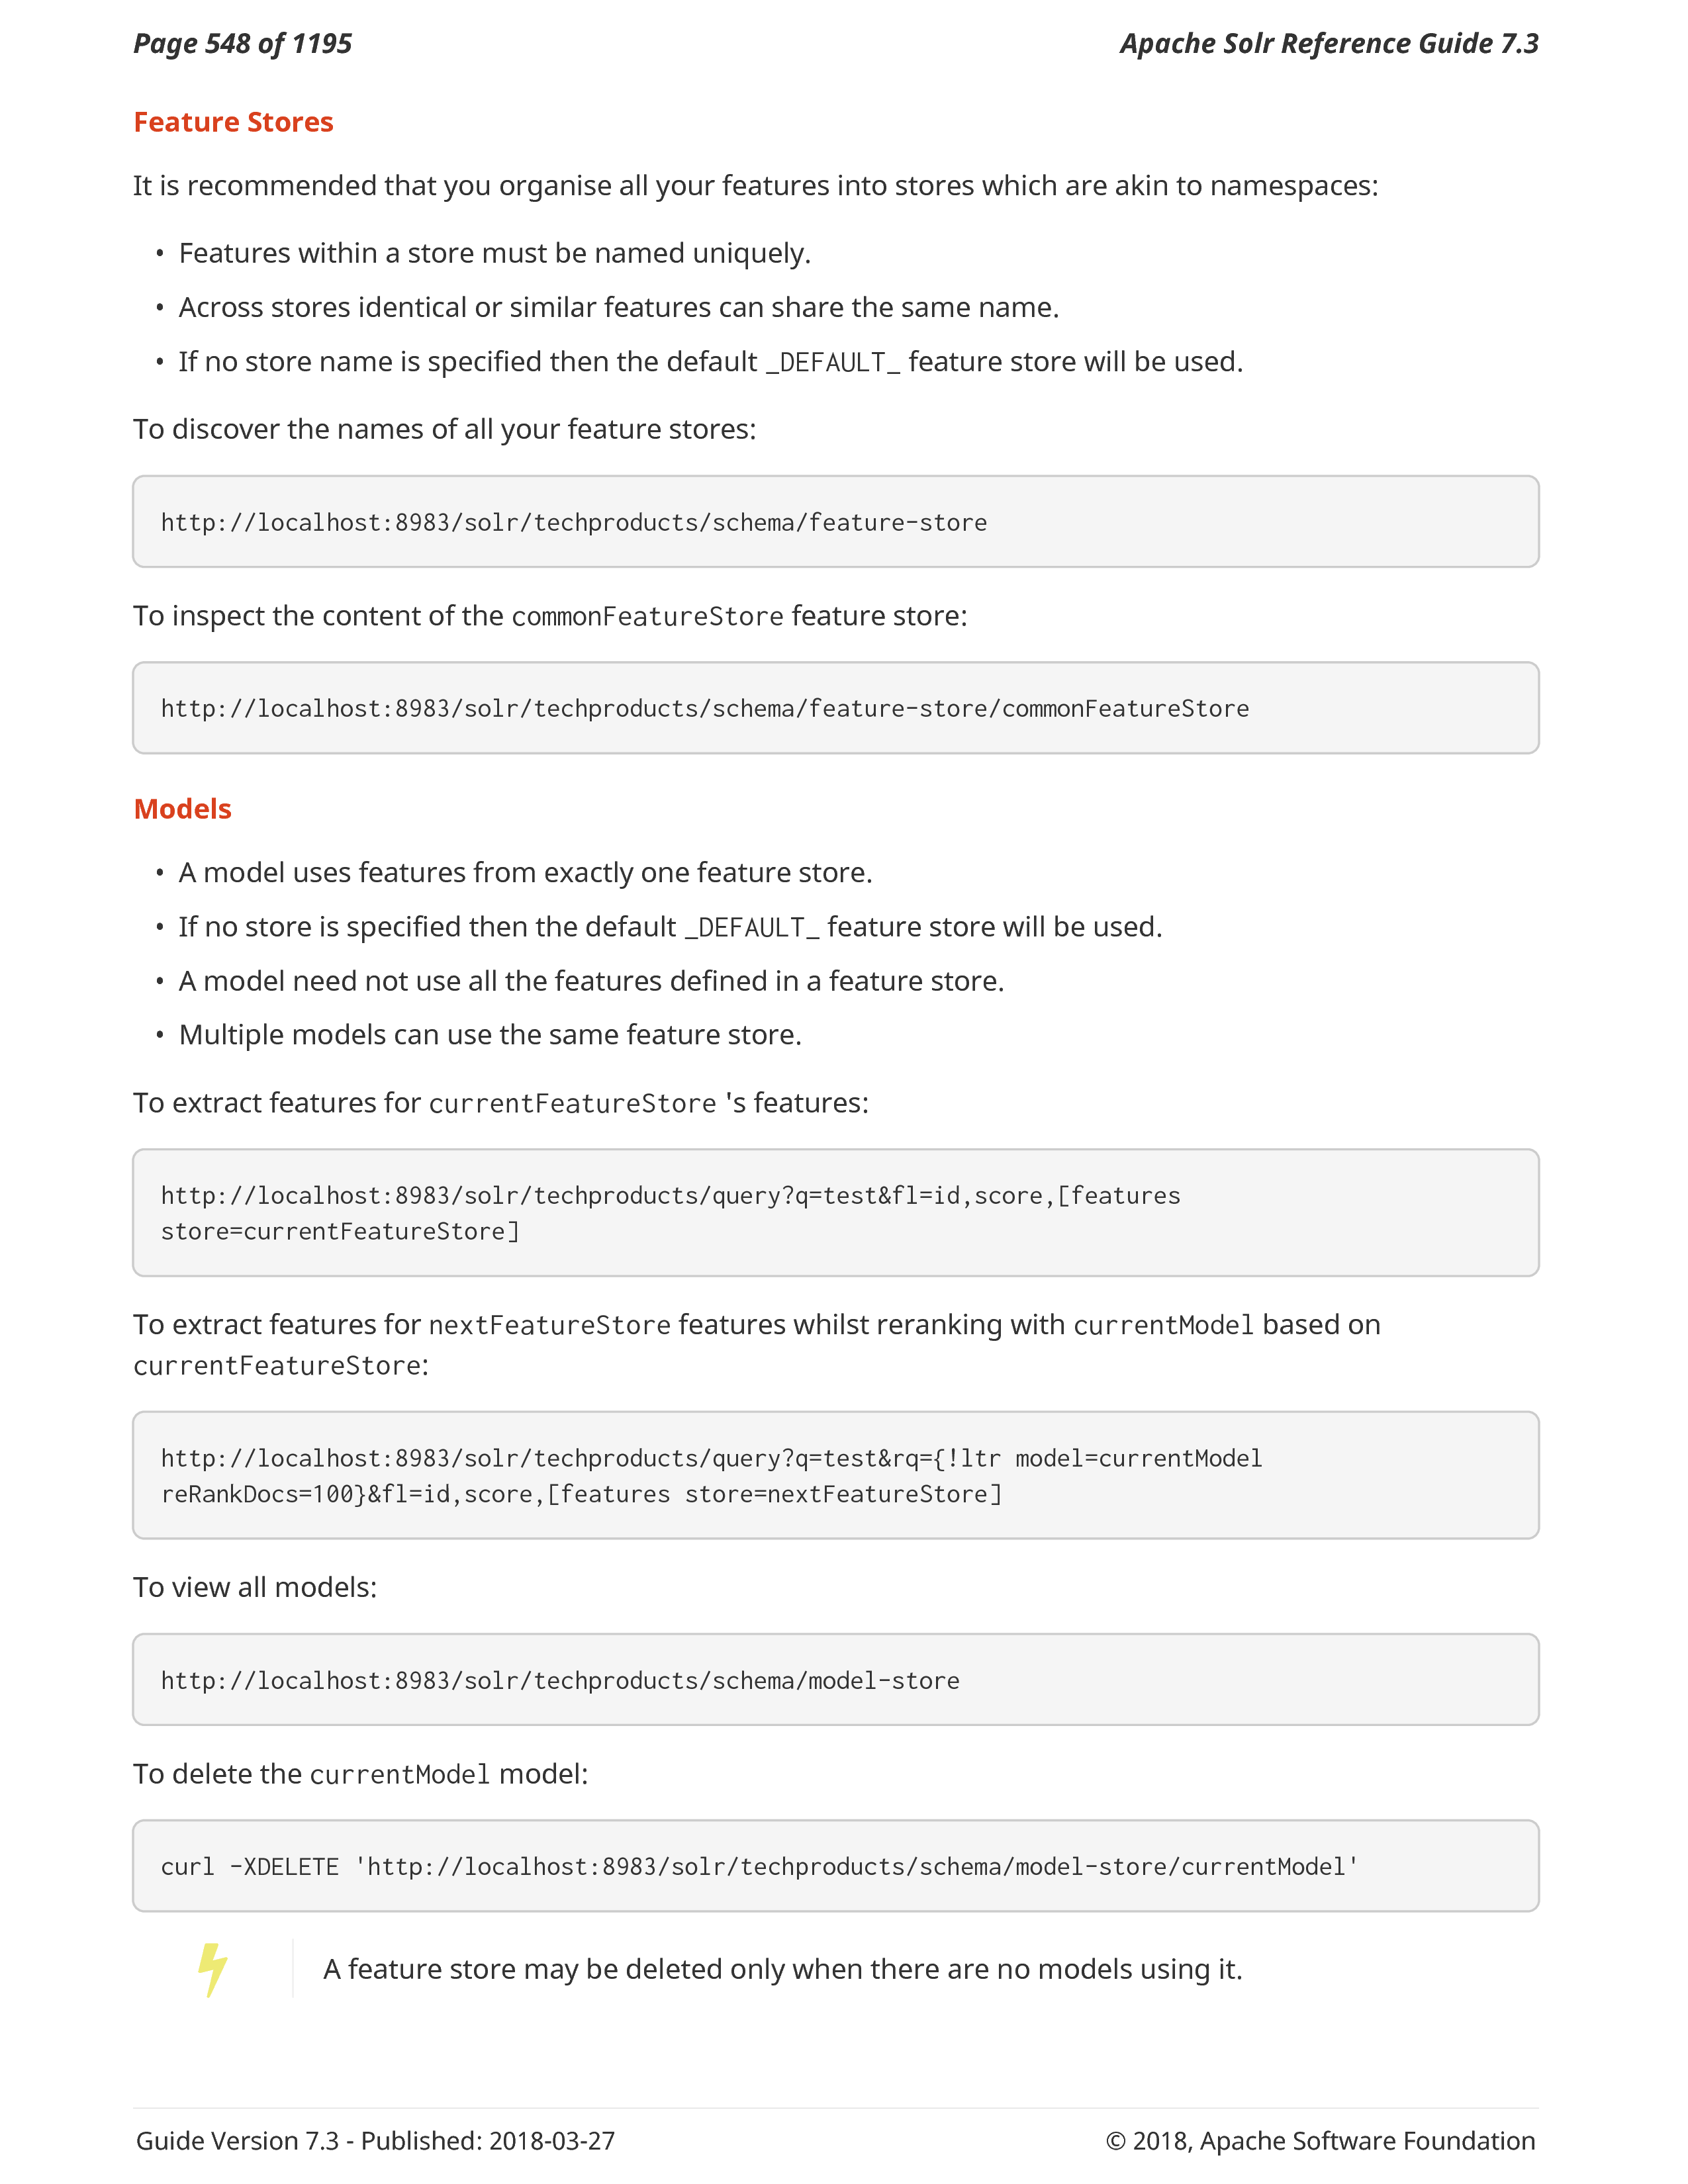 Page 548 of 1195
Apache Solr Reference Guide 7.3
Feature Stores
It is recommended that you organise all your features into stores which are akin to namespaces:
• Features within a store must be named uniquely.
• Across stores identical or similar features can share the same name.
• If no store name is specified then the default _DEFAULT_ feature store will be used.
To discover the names of all your feature stores:
http://localhost:8983/solr/techproducts/schema/feature-store
To inspect the content of the commonFeatureStore feature store:
http://localhost:8983/solr/techproducts/schema/feature-store/commonFeatureStore
Models
• A model uses features from exactly one feature store.
• If no store is specified then the default _DEFAULT_ feature store will be used.
• A model need not use all the features defined in a feature store.
• Multiple models can use the same feature store.
To extract features for currentFeatureStore 's features:
http://localhost:8983/solr/techproducts/query?q=test&fl=id,score,[features
store=currentFeatureStore]
To extract features for nextFeatureStore features whilst reranking with currentModel based on
currentFeatureStore:
http://localhost:8983/solr/techproducts/query?q=test&rq={!ltr model=currentModel
reRankDocs=100}&fl=id,score,[features store=nextFeatureStore]
To view all models:
http://localhost:8983/solr/techproducts/schema/model-store
To delete the currentModel model:
curl -XDELETE 'http://localhost:8983/solr/techproducts/schema/model-store/currentModel'
A feature store may be deleted only when there are no models using it.
Guide Version 7.3 - Published: 2018-03-27
© 2018, Apache Software Foundation